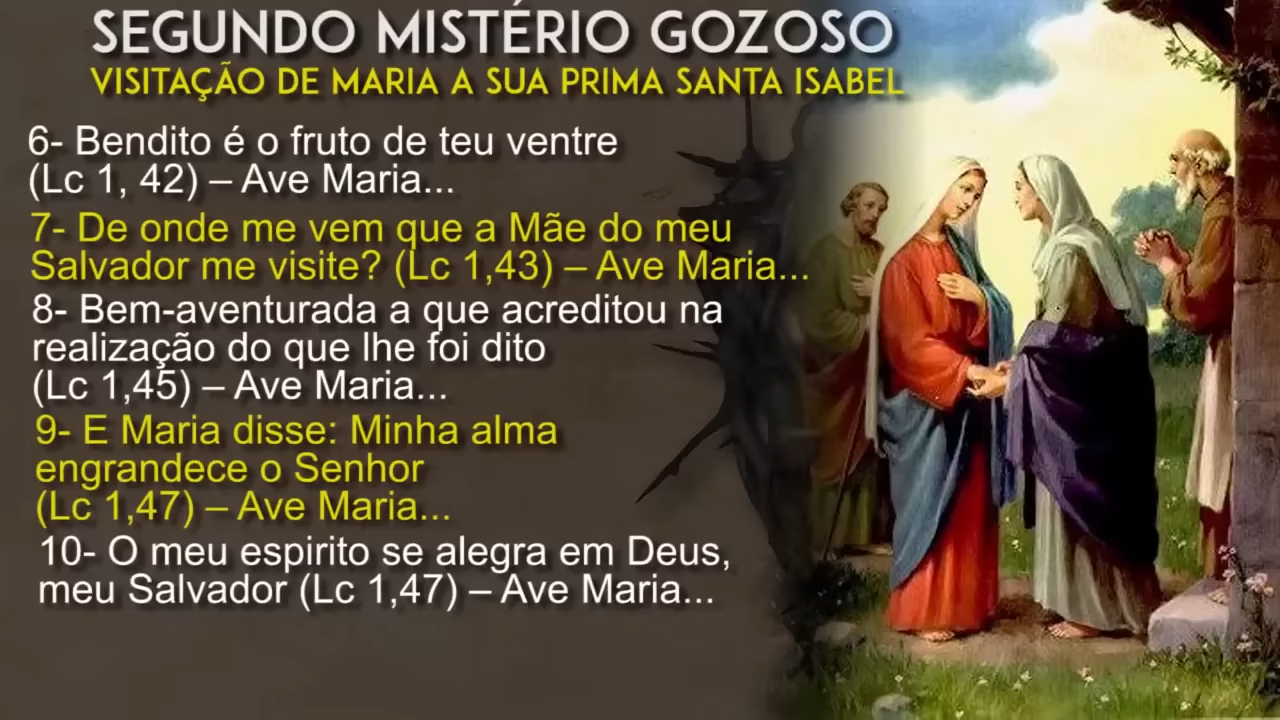 SEGUNDO MISTÉRIO GOZOSO
VISITAÇÃO DE MARIA A SUA PRIMA SANTA ISABEL
6- Bendito é o fruto de teu ventre
(Lc 1, 42) – Ave Maria...
7- De onde me vem que a Mãe do meu
Salvador me visite? (Lc 1,43) – Ave Maria...
8- Bem-aventurada a que acreditou na
realização do que lhe foi dito
(Lc 1,45) – Ave Maria...
9- E Maria disse: Minha alma
engrandece o Senhor
(Lc 1,47) – Ave Maria...
10- O meu espirito se alegra em Deus,
meu Salvador (Lc 1,47) – Ave Maria...